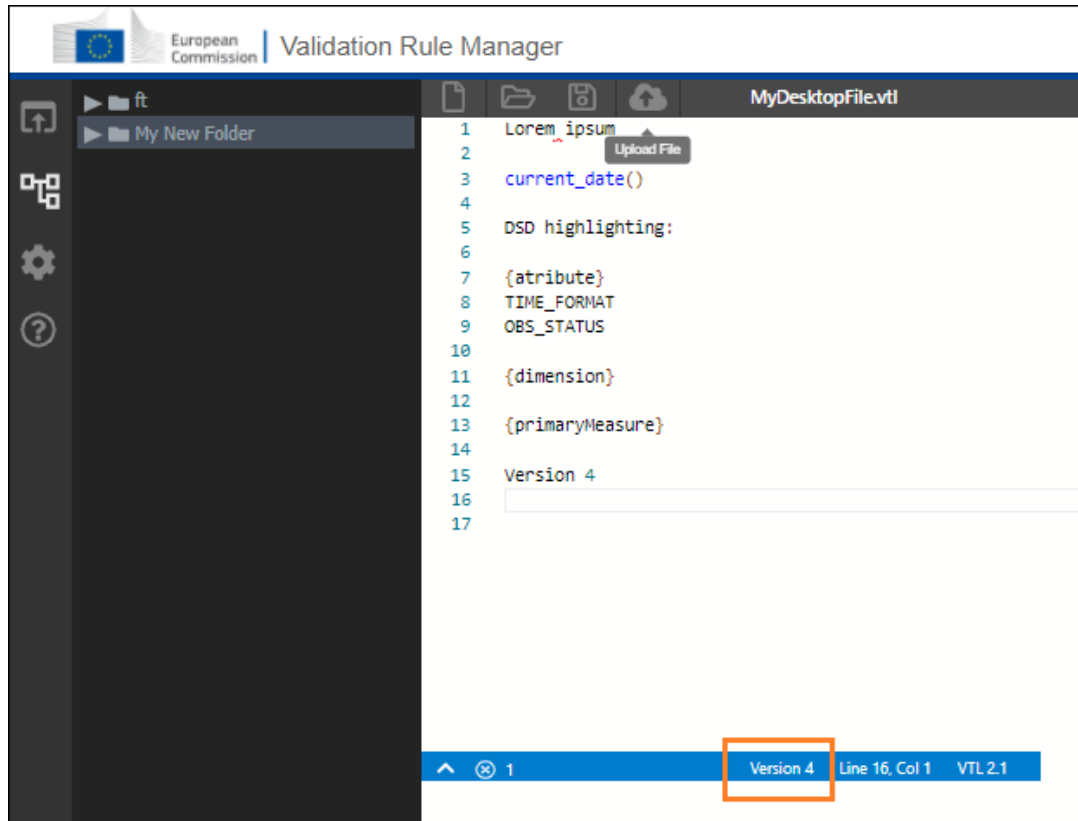 European
Commission
Validation Rule Manager
ft
My New Folder
MyDesktopFile.vtl
Upload File
1 Lorem ipsum
2
3 current_date()
4
5 DSD highlighting:
6
7 {atribute}
8 TIME_FORMAT
9 OBS_STATUS
10
11 {dimension}
12
13 {primaryMeasure}
14
15 Version 4
16
17
1 Version 4 Line 16, Col 1 VTL 2.1